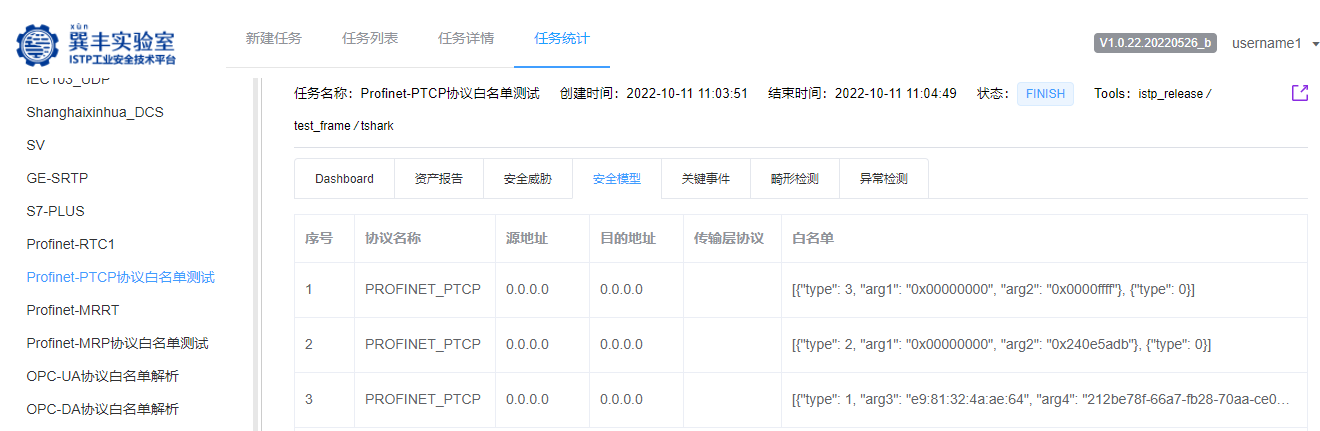 xùn
巽丰实验室
ISTP工业安全技术平台
新建任务 任务列表 任务详情 任务统计
V1.0.22.20220526_b username1
IEC103_UDP
Shanghaixinhua_DCS
SV
GE-SRTP
S7-PLUS
Profinet-RTC1
Profinet-PTCP协议白名单测试
Profinet-MRRT
Profinet-MRP协议白名单测试
OPC-UA协议白名单解析
OPC-DA协议白名单解析
任务名称: Profinet-PTCP协议白名单测试 创建时间: 2022-10-11 11:03:51 结束时间: 2022-10-11 11:04:49 状态: FINISH Tools: istp_release /
test_frame / tshark
Dashboard 资产报告 安全威胁 安全模型 关键事件 畸形检测 异常检测
序号 协议名称 源地址 目的地址 传输层协议 白名单
1 PROFINET_PTCP 0.0.0.0 0.0.0.0 [{"type": 3, "arg1": "0x00000000", "arg2": "0x0000ffff"}, {"type": 0}]
2 PROFINET_PTCP 0.0.0.0 0.0.0.0 [{"type": 2, "arg1": "0x00000000", "arg2": "0x240e5adb"}, {"type": 0}]
3 PROFINET_PTCP 0.0.0.0 0.0.0.0 [{"type": 1, "arg3": "e9:81:32:4a:ae:64", "arg4": "212be78f-66a7-fb28-70aa-ce0...